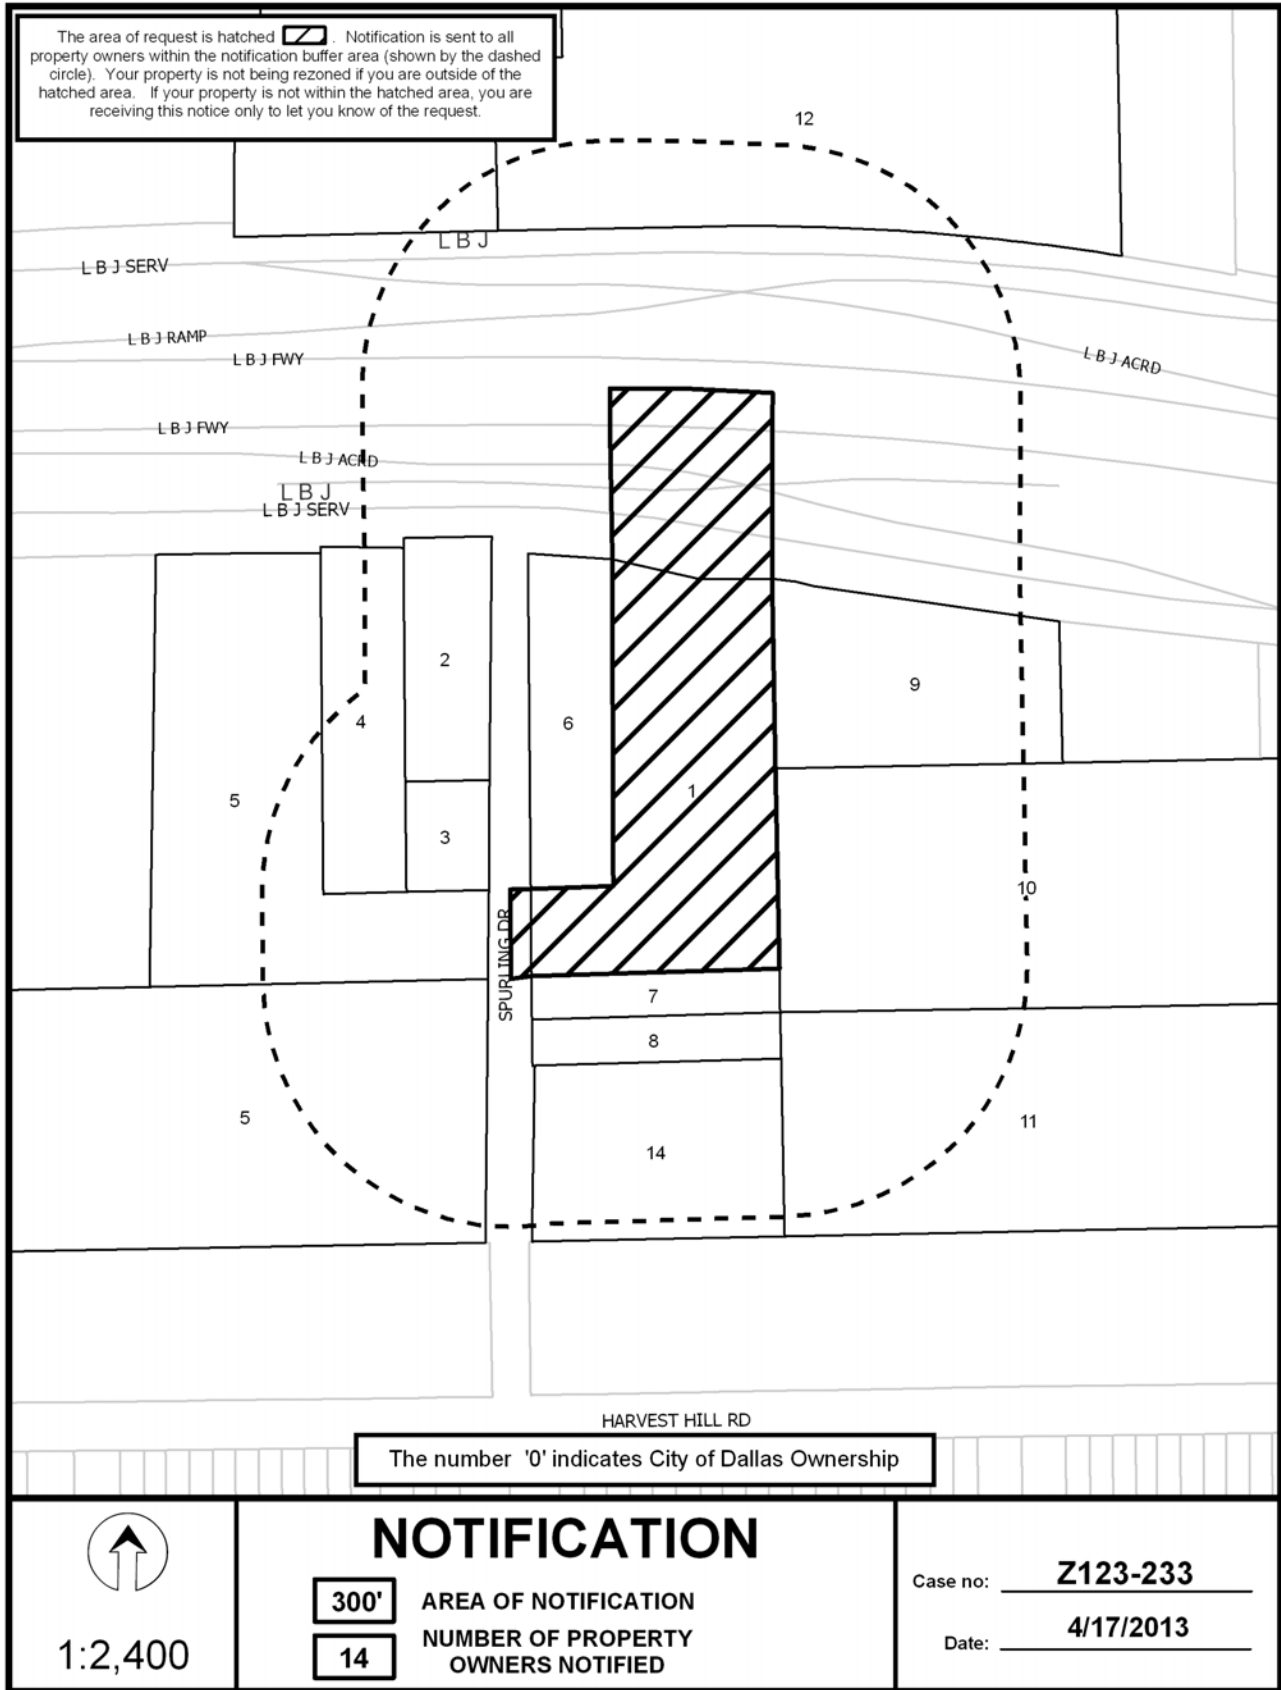 The area of request is hatched . Notification is sent to all
property owners within the notification buffer area (shown by the dashed
circle). Your property is not being rezoned if you are outside of the
hatched area. If your property is not within the hatched area, you are
receiving this notice only to let you know of the request.
12
L B J
L B J SERV
L B J RAMP
L B J FWY
L B J ACRD
L B J FWY
L B J ACRD
L B J
L B J SERV
2
9
4
6
1
5
3
10
SPURLING DR
7
8
5
11
14
HARVEST HILL RD
The number '0' indicates City of Dallas Ownership
1:2,400
NOTIFICATION
300' AREA OF NOTIFICATION
14 NUMBER OF PROPERTY
OWNERS NOTIFIED
Case no: Z123-233
Date: 4/17/2013